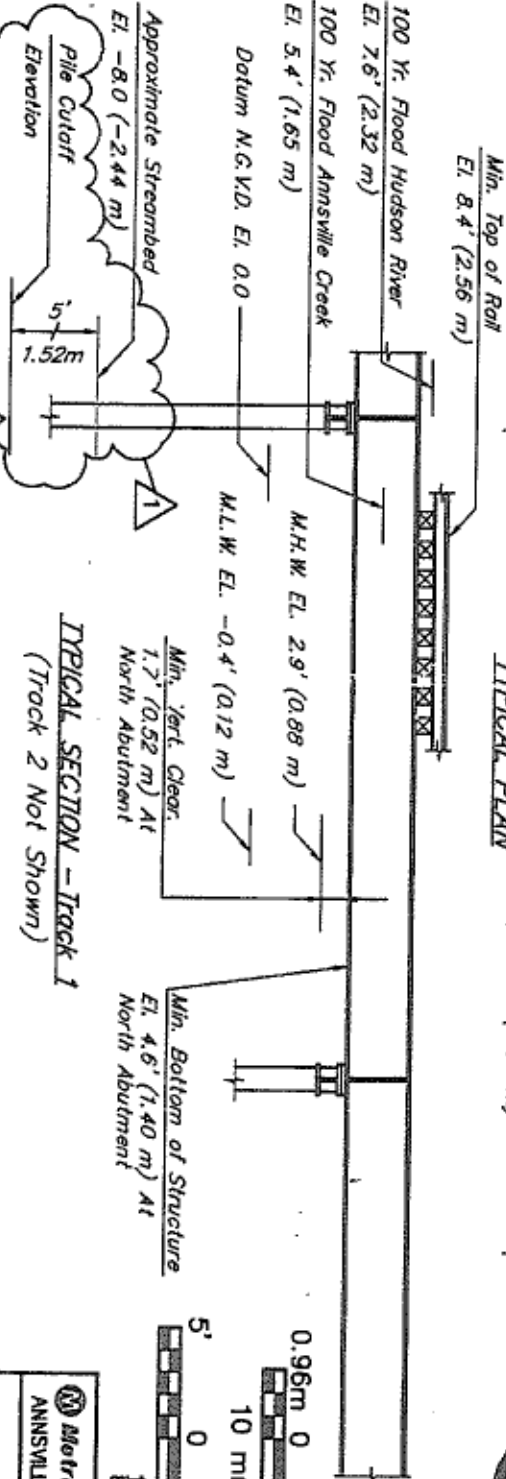 TYPICAL PLAN
Min. Top of Rail
El. 8.4' (2.56 m)
100 Yr. Flood Hudson River
El. 7.6' (2.32 m)
100 Yr. Flood Annsville Creek
El. 5.4' (1.65 m)
Datum N.G.V.D. El. 0.0
Approximate Streambed
El. -8.0 (-2.44 m)
Pile Cutoff
Elevation
5'
1.52m
1
M.H.W. EL. 2.9' (0.88 m)
M.L.W. EL. -0.4' (0.12 m)
Min. Vert. Clear.
1.7' (0.52 m) At
North Abutment
Min. Bottom of Structure
El. 4.6' (1.40 m) At
North Abutment
TYPICAL SECTION - Track 1
(Track 2 Not Shown)
0.96m 0
5' 0